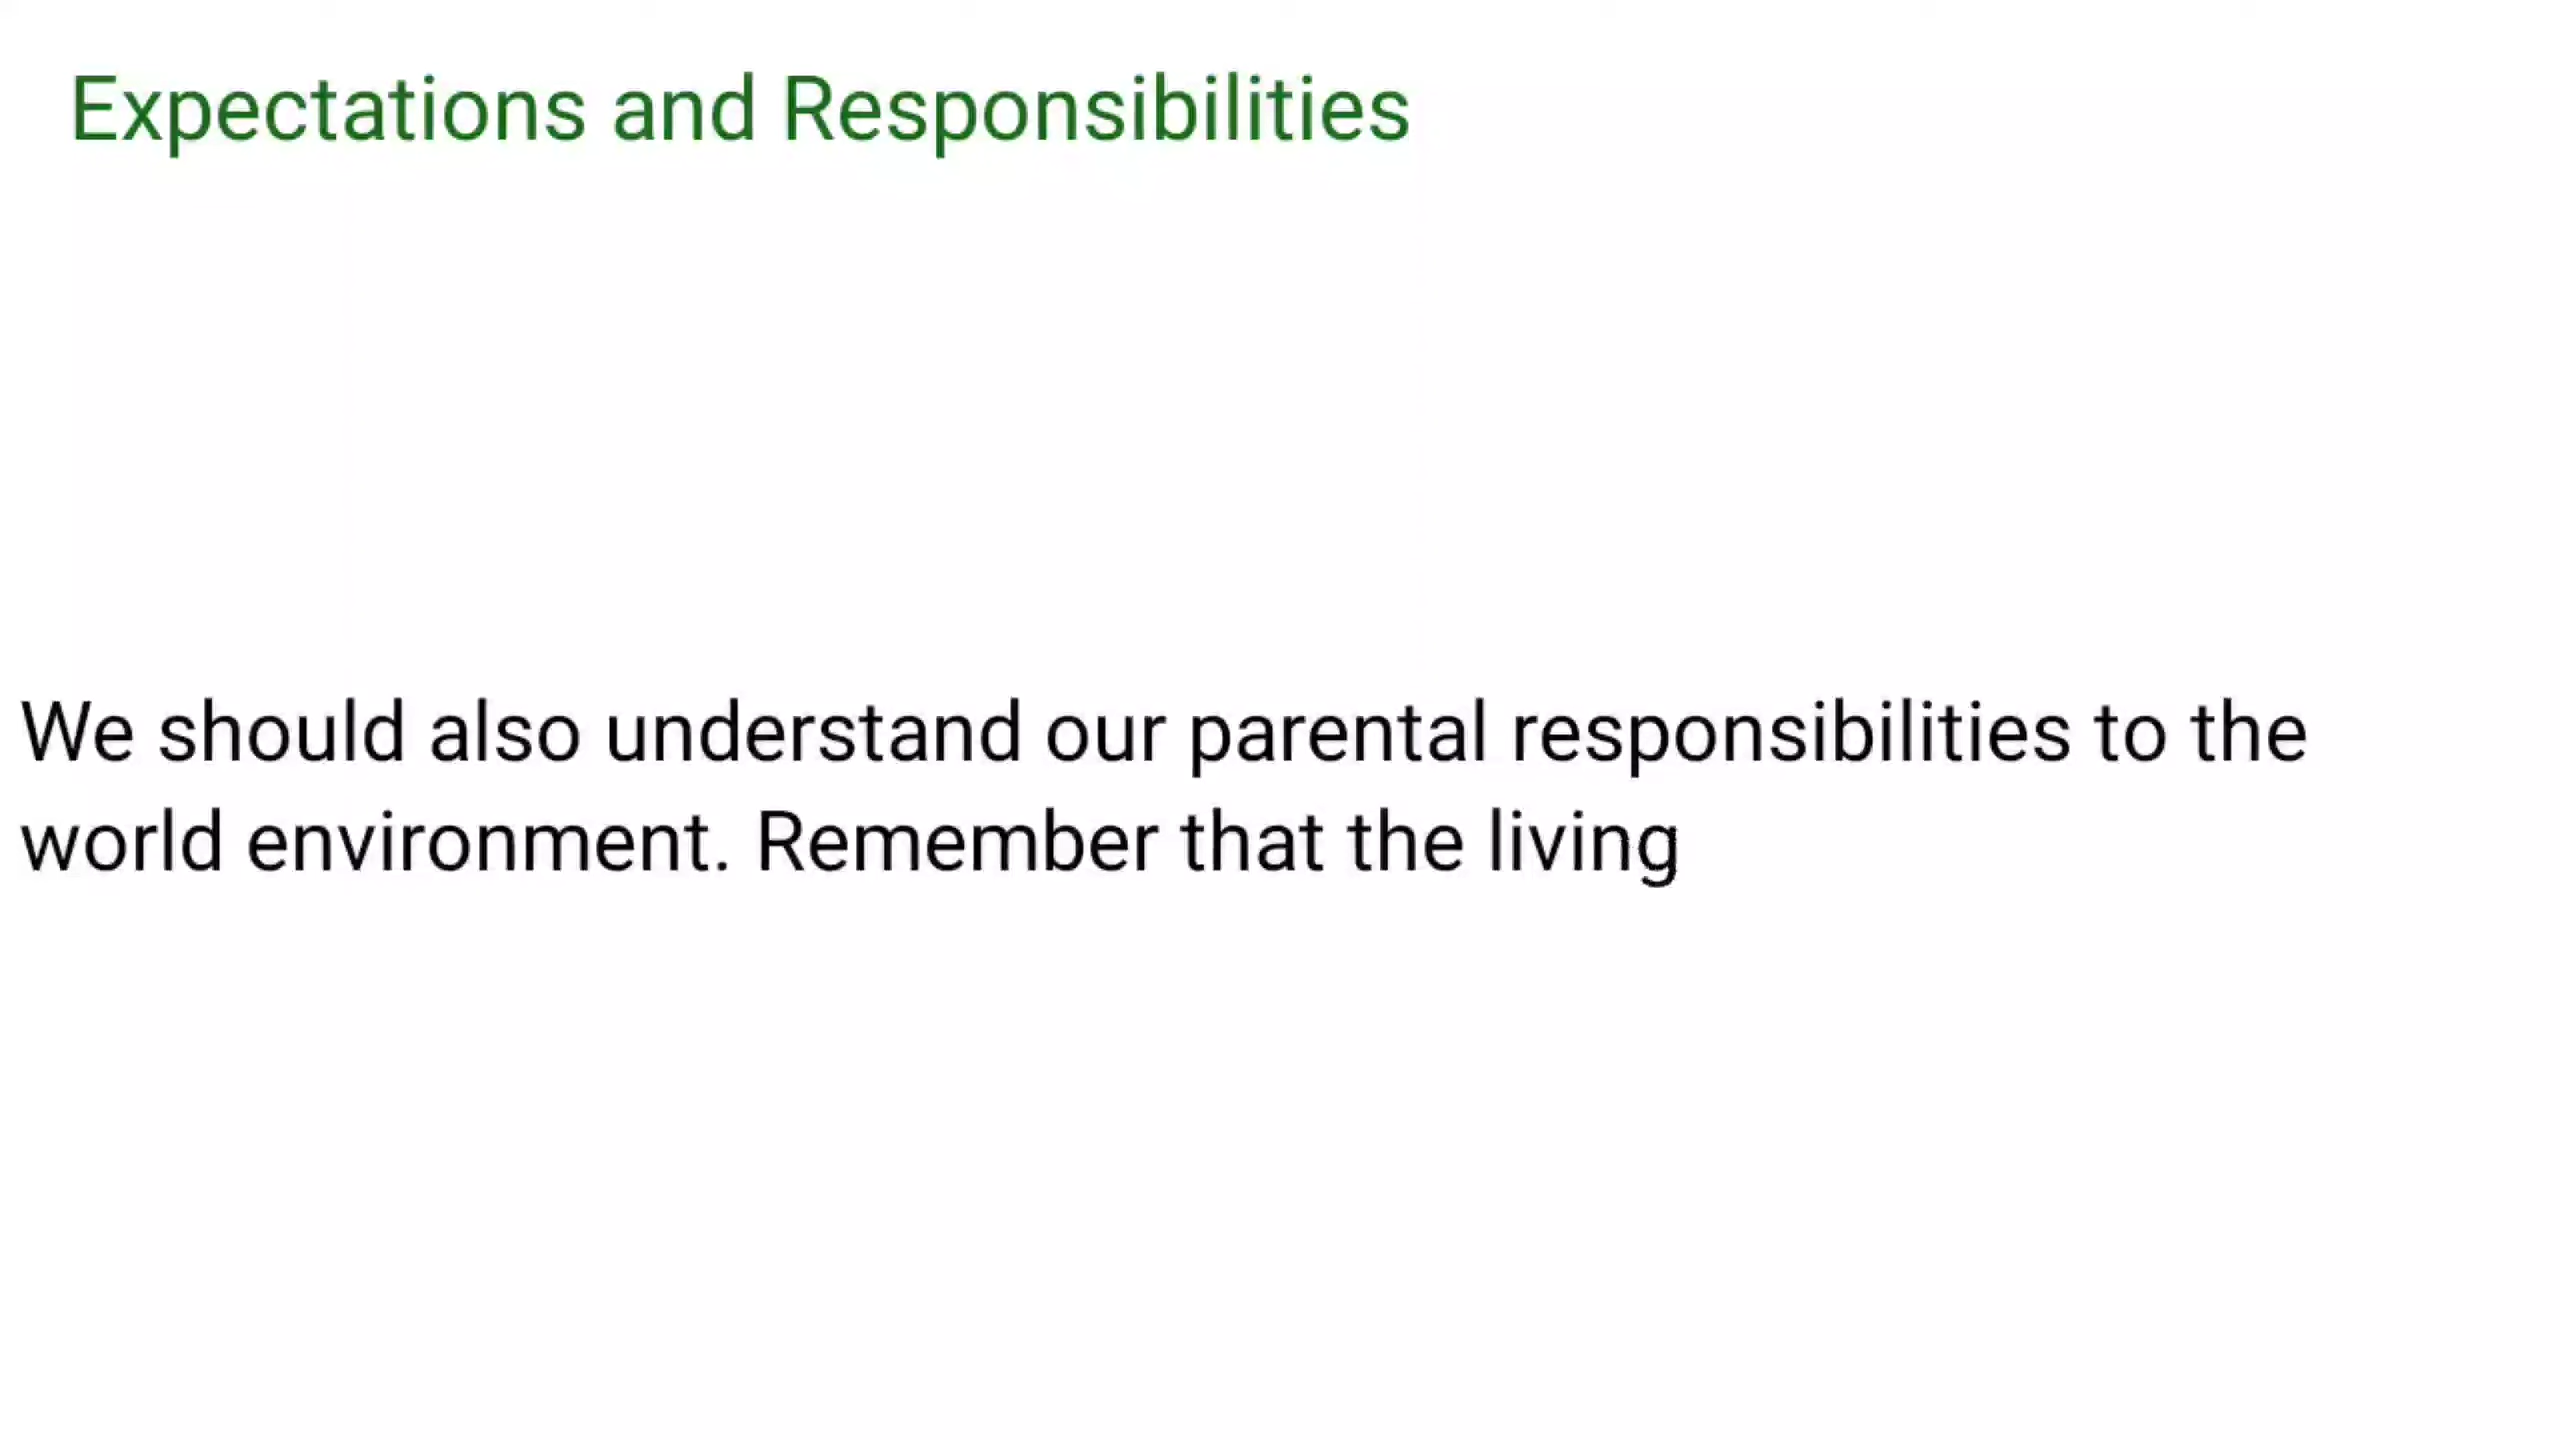 Expectations and Responsibilities
We should also understand our parental responsibilities to the
world environment. Remember that the living